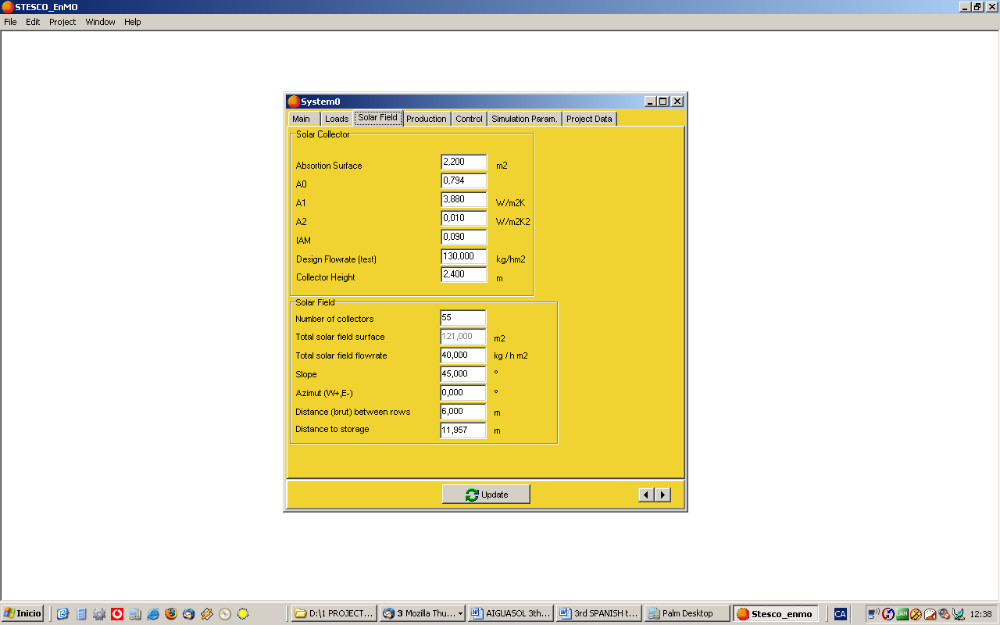 STESCO_EnMO
File Edit Project Window Help
System0
Main Loads Solar Field Production Control Simulation Param. Project Data
Solar Collector
Absortion Surface 2,200 m2
A0 0,794
A1 3,880 W/m2K
A2 0,010 W/m2K2
IAM 0,090
Design Flowrate (test) 130,000 kg/hm2
Collector Height 2,400 m
Solar Field
Number of collectors 55
Total solar field surface 121,000 m2
Total solar field flowrate 40,000 kg / h m2
Slope 45,000 º
Azimut (W+,E-) 0,000 º
Distance (brut) between rows 6,000 m
Distance to storage 11,957 m
Update
Inicio D:\1 PROJECT... 3 Mozilla Thu... AIGUASOL 3th... 3rd SPANISH t... Palm Desktop Stesco_enmo CA LAN 12:38